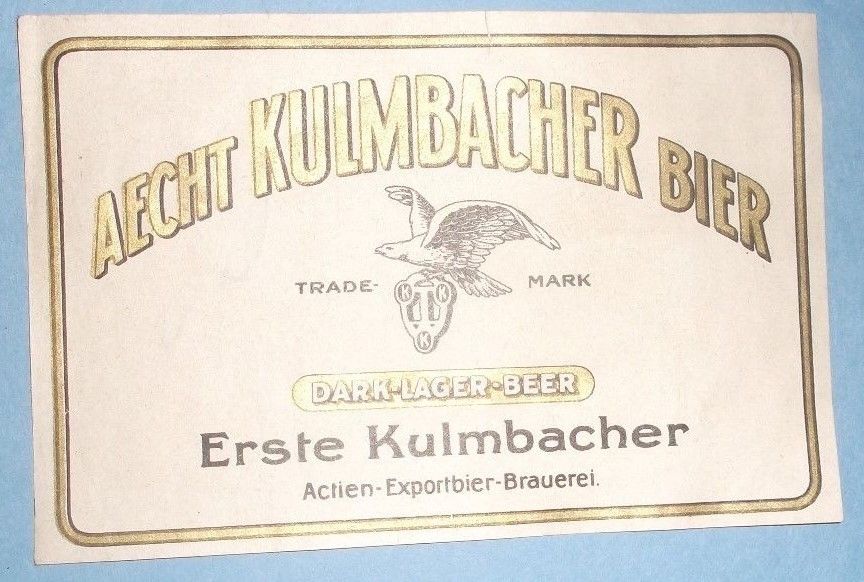 AECHT KULMBACHER BIER
TRADE- MARK
K K
K
DARK-LAGER-BEER
Erste Kulmbacher
Actien-Exportbier-Brauerei.